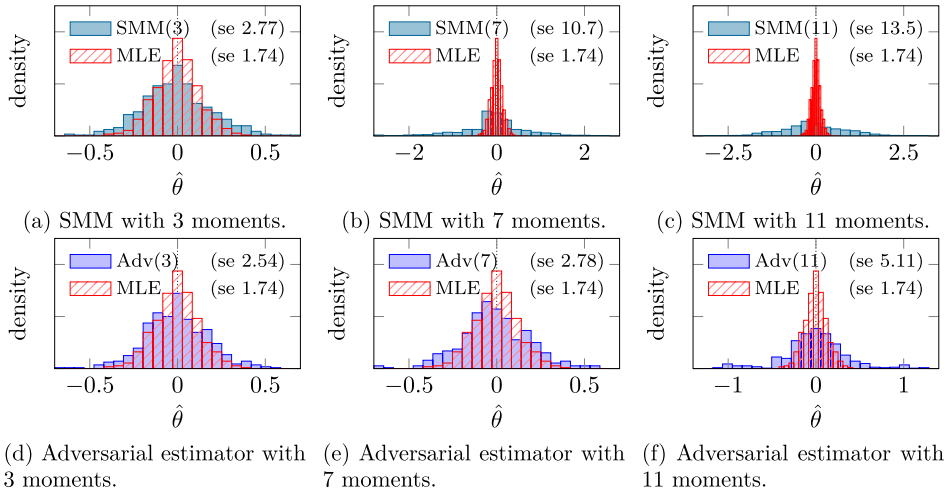 density
SMM(3) (se 2.77)
MLE (se 1.74)
−0.5 0 0.5
θ̂
(a) SMM with 3 moments.
density
SMM(7) (se 10.7)
MLE (se 1.74)
−2 0 2
θ̂
(b) SMM with 7 moments.
density
SMM(11) (se 13.5)
MLE (se 1.74)
−2.5 0 2.5
θ̂
(c) SMM with 11 moments.
density
Adv(3) (se 2.54)
MLE (se 1.74)
−0.5 0 0.5
θ̂
(d) Adversarial estimator with
3 moments.
density
Adv(7) (se 2.78)
MLE (se 1.74)
−0.5 0 0.5
θ̂
(e) Adversarial estimator with
7 moments.
density
Adv(11) (se 5.11)
MLE (se 1.74)
−1 0 1
θ̂
(f) Adversarial estimator with
11 moments.